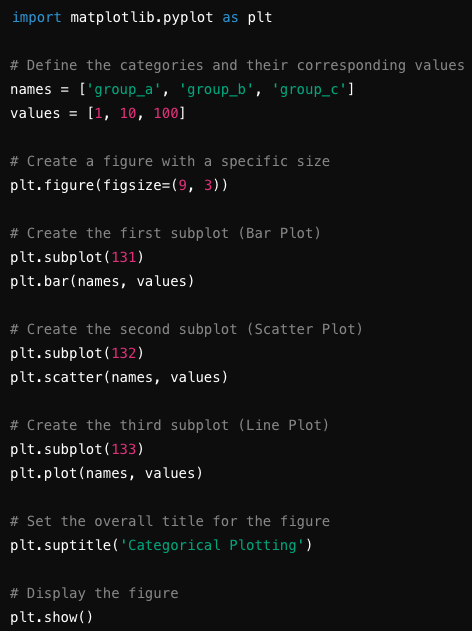 import matplotlib.pyplot as plt
# Define the categories and their corresponding values
names = ['group_a', 'group_b', 'group_c']
values = [1, 10, 100]
# Create a figure with a specific size
plt.figure(figsize=(9, 3))
# Create the first subplot (Bar Plot)
plt.subplot(131)
plt.bar(names, values)
# Create the second subplot (Scatter Plot)
plt.subplot(132)
plt.scatter(names, values)
# Create the third subplot (Line Plot)
plt.subplot(133)
plt.plot(names, values)
# Set the overall title for the figure
plt.suptitle('Categorical Plotting')
# Display the figure
plt.show()